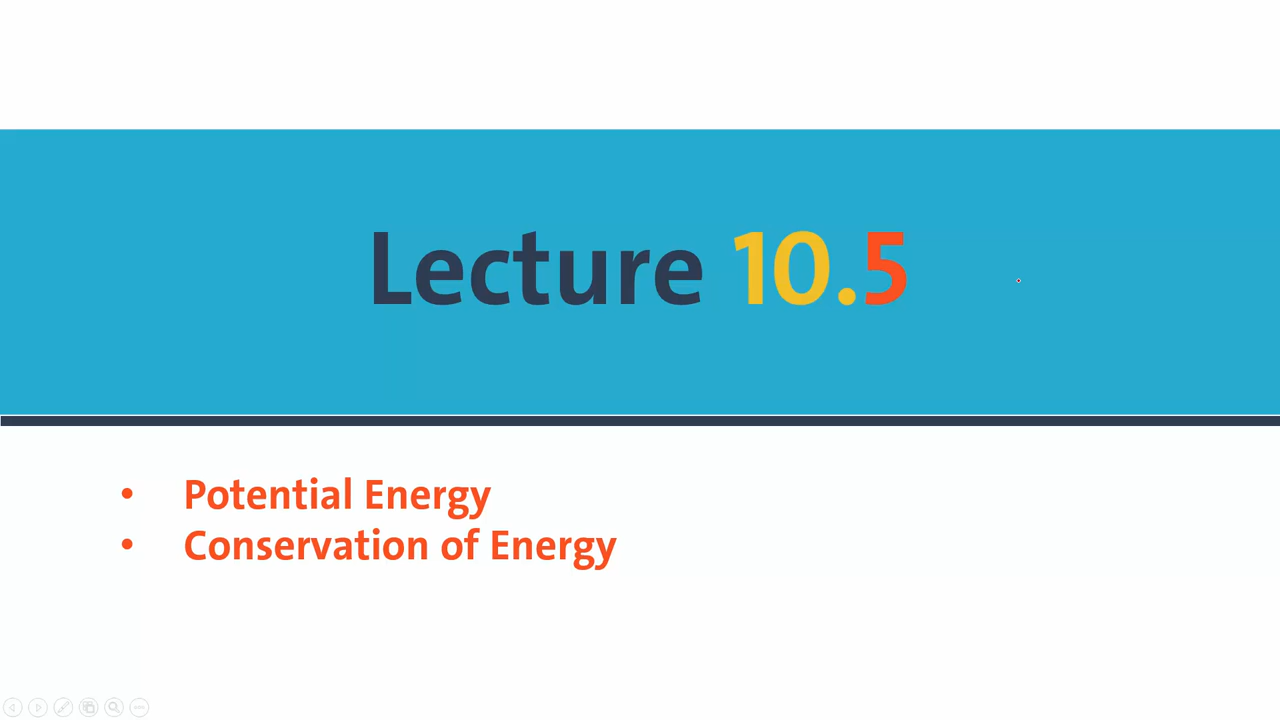 Lecture 10.5
• Potential Energy
• Conservation of Energy